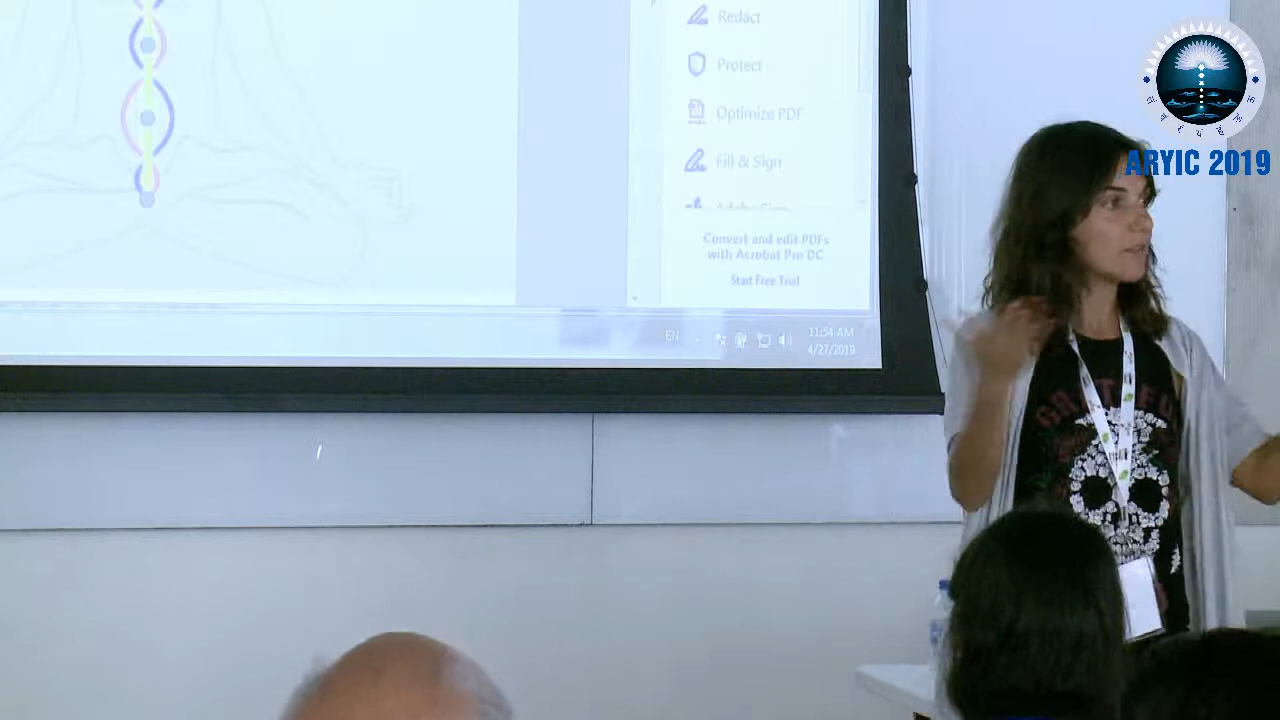 Redact
Protect
Optimize PDF
Fill & Sign
Convert and edit PDFs
with Acrobat Pro DC
Start Free Trial
EN
11:54 AM
4/27/2019
ARYIC 2019